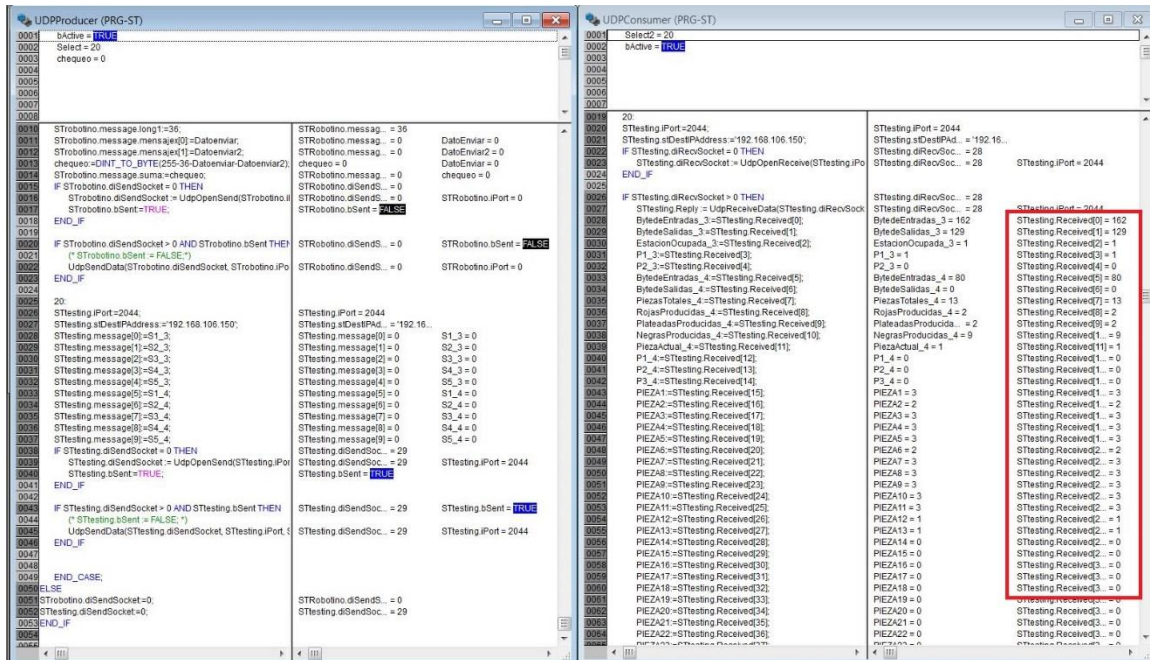 UDPProducer (PRG-ST)
0001 bActive = TRUE
0002 Select = 20
0003 chequeo = 0
0004
0005
0006
0007
0008
0010 STrobotino.message.long1:=36; STRobotino.messag... = 36
0011 STrobotino.message.mensajex[0]=Datoenviar; STRobotino.messag... = 0 DatoEnviar = 0
0012 STrobotino.message.mensajex[1]=Datoenviar2; STRobotino.messag... = 0 DatoEnviar2 = 0
0013 chequeo:=DINT_TO_BYTE(255-36-Datoenviar-Datoenviar2); chequeo = 0 DatoEnviar = 0
0014 STrobotino.message.suma:=chequeo; STRobotino.messag... = 0 chequeo = 0
0015 IF STrobotino.diSendSocket = 0 THEN STRobotino.diSendS... = 0
0016 STrobotino.diSendSocket := UdpOpenSend(STrobotino.i STRobotino.diSendS... = 0 STRobotino.iPort = 0
0017 STrobotino.bSent:=TRUE; STRobotino.bSent = FALSE
0018 END_IF
0019
0020 IF STrobotino.diSendSocket > 0 AND STrobotino.bSent THEN STRobotino.diSendS... = 0 STRobotino.bSent = FALSE
0021 (* STrobotino.bSent := FALSE;*)
0022 UdpSendData(STrobotino.diSendSocket, STrobotino.iPo STRobotino.diSendS... = 0 STRobotino.iPort = 0
0023 END_IF
0024
0025 20:
0026 STtesting.iPort=2044; STtesting.iPort = 2044
0027 STtesting.stDestIPAddress:='192.168.106.150'; STtesting.stDestIPAd... = '192.16...
0028 STtesting.message[0]:=S1_3; STtesting.message[0] = 0 S1_3 = 0
0029 STtesting.message[1]:=S2_3; STtesting.message[1] = 0 S2_3 = 0
0030 STtesting.message[2]:=S3_3; STtesting.message[2] = 0 S3_3 = 0
0031 STtesting.message[3]:=S4_3; STtesting.message[3] = 0 S4_3 = 0
0032 STtesting.message[4]:=S5_3; STtesting.message[4] = 0 S5_3 = 0
0033 STtesting.message[5]:=S1_4; STtesting.message[5] = 0 S1_4 = 0
0034 STtesting.message[6]:=S2_4; STtesting.message[6] = 0 S2_4 = 0
0035 STtesting.message[7]:=S3_4; STtesting.message[7] = 0 S3_4 = 0
0036 STtesting.message[8]:=S4_4; STtesting.message[8] = 0 S4_4 = 0
0037 STtesting.message[9]:=S5_4; STtesting.message[9] = 0 S5_4 = 0
0038 IF STtesting.diSendSocket = 0 THEN STtesting.diSendSoc... = 29
0039 STtesting.diSendSocket := UdpOpenSend(STtesting.iPor STtesting.diSendSoc... = 29 STtesting.iPort = 2044
0040 STtesting.bSent:=TRUE; STtesting.bSent = TRUE
0041 END_IF
0042
0043 IF STtesting.diSendSocket > 0 AND STtesting.bSent THEN STtesting.diSendSoc... = 29 STtesting.bSent = TRUE
0044 (* STtesting.bSent := FALSE; *)
0045 UdpSendData(STtesting.diSendSocket, STtesting.iPort, S STtesting.diSendSoc... = 29 STtesting.iPort = 2044
0046 END_IF
0047
0048
0049 END_CASE;
0050 ELSE
0051 STrobotino.diSendSocket:=0; STRobotino.diSendS... = 0
0052 STtesting.diSendSocket:=0; STtesting.diSendSoc... = 29
0053 END_IF
0054
UDPConsumer (PRG-ST)
0001 Select2 = 20
0002 bActive = TRUE
0003
0004
0005
0006
0007
0019 20:
0020 STtesting.iPort =2044; STtesting.iPort = 2044
0021 STtesting.stDestIPAddress:='192.168.106.150'; STtesting.stDestIPAd... = '192.16...
0022 IF STtesting.diRecvSocket = 0 THEN STtesting.diRecvSoc... = 28
0023 STtesting.diRecvSocket := UdpOpenReceive(STtesting.iPo STtesting.diRecvSoc... = 28 STtesting.iPort = 2044
0024 END_IF
0025
0026 IF STtesting.diRecvSocket > 0 THEN STtesting.diRecvSoc... = 28
0027 STtesting.Reply := UdpReceiveData(STtesting.diRecvSock STtesting.diRecvSoc... = 28 STtesting.iPort = 2044
0028 BytedeEntradas_3:=STtesting.Received[0]; BytedeEntradas_3 = 162 STtesting.Received[0] = 162
0029 BytedeSalidas_3:=STtesting.Received[1]; BytedeSalidas_3 = 129 STtesting.Received[1] = 129
0030 EstacionOcupada_3:=STtesting.Received[2]; EstacionOcupada_3 = 1 STtesting.Received[2] = 1
0031 P1_3:=STtesting.Received[3]; P1_3 = 1 STtesting.Received[3] = 1
0032 P2_3:=STtesting.Received[4]; P2_3 = 0 STtesting.Received[4] = 0
0033 BytedeEntradas_4:=STtesting.Received[5]; BytedeEntradas_4 = 80 STtesting.Received[5] = 80
0034 BytedeSalidas_4:=STtesting.Received[6]; BytedeSalidas_4 = 0 STtesting.Received[6] = 0
0035 PiezasTotales_4:=STtesting.Received[7]; PiezasTotales_4 = 13 STtesting.Received[7] = 13
0036 RojasProducidas_4:=STtesting.Received[8]; RojasProducidas_4 = 2 STtesting.Received[8] = 2
0037 PlateadasProducidas_4:=STtesting.Received[9]; PlateadasProducida... = 2 STtesting.Received[9] = 2
0038 NegrasProducidas_4:=STtesting.Received[10]; NegrasProducidas_4 = 9 STtesting.Received[1... = 9
0039 PiezaActual_4:=STtesting.Received[11]; PiezaActual_4 = 1 STtesting.Received[11] = 1
0040 P1_4:=STtesting.Received[12]; P1_4 = 0 STtesting.Received[1... = 0
0041 P2_4:=STtesting.Received[13]; P2_4 = 0 STtesting.Received[1... = 0
0042 P3_4:=STtesting.Received[14]; P3_4 = 0 STtesting.Received[1... = 0
0043 PIEZA1:=STtesting.Received[15]; PIEZA1 = 3 STtesting.Received[1... = 3
0044 PIEZA2:=STtesting.Received[16]; PIEZA2 = 2 STtesting.Received[1... = 2
0045 PIEZA3:=STtesting.Received[17]; PIEZA3 = 3 STtesting.Received[1... = 3
0046 PIEZA4:=STtesting.Received[18]; PIEZA4 = 3 STtesting.Received[1... = 3
0047 PIEZA5:=STtesting.Received[19]; PIEZA5 = 3 STtesting.Received[1... = 3
0048 PIEZA6:=STtesting.Received[20]; PIEZA6 = 2 STtesting.Received[2... = 2
0049 PIEZA7:=STtesting.Received[21]; PIEZA7 = 3 STtesting.Received[2... = 3
0050 PIEZA8:=STtesting.Received[22]; PIEZA8 = 3 STtesting.Received[2... = 3
0051 PIEZA9:=STtesting.Received[23]; PIEZA9 = 3 STtesting.Received[2... = 3
0052 PIEZA10:=STtesting.Received[24]; PIEZA10 = 3 STtesting.Received[2... = 3
0053 PIEZA11:=STtesting.Received[25]; PIEZA11 = 3 STtesting.Received[2... = 3
0054 PIEZA12:=STtesting.Received[26]; PIEZA12 = 1 STtesting.Received[2... = 1
0055 PIEZA13:=STtesting.Received[27]; PIEZA13 = 1 STtesting.Received[2... = 1
0056 PIEZA14:=STtesting.Received[28]; PIEZA14 = 0 STtesting.Received[2... = 0
0057 PIEZA15:=STtesting.Received[29]; PIEZA15 = 0 STtesting.Received[2... = 0
0058 PIEZA16:=STtesting.Received[30]; PIEZA16 = 0 STtesting.Received[3... = 0
0059 PIEZA17:=STtesting.Received[31]; PIEZA17 = 0 STtesting.Received[3... = 0
0060 PIEZA18:=STtesting.Received[32]; PIEZA18 = 0 STtesting.Received[3... = 0
0061 PIEZA19:=STtesting.Received[33]; PIEZA19 = 0
0062 PIEZA20:=STtesting.Received[34]; PIEZA20 = 0 STtesting.Received[3... = 0
0063 PIEZA21:=STtesting.Received[35]; PIEZA21 = 0 STtesting.Received[3... = 0
0064 PIEZA22:=STtesting.Received[36]; PIEZA22 = 0 STtesting.Received[3... = 0